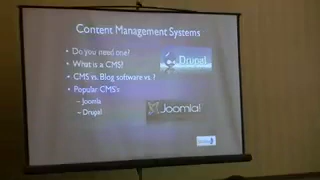 Content Management Systems
Do you need one?
What is a CMS?
CMS vs. Blog software vs. ?
Popular CMS's
– Joomla
– Drupal
Drupal
Joomla!